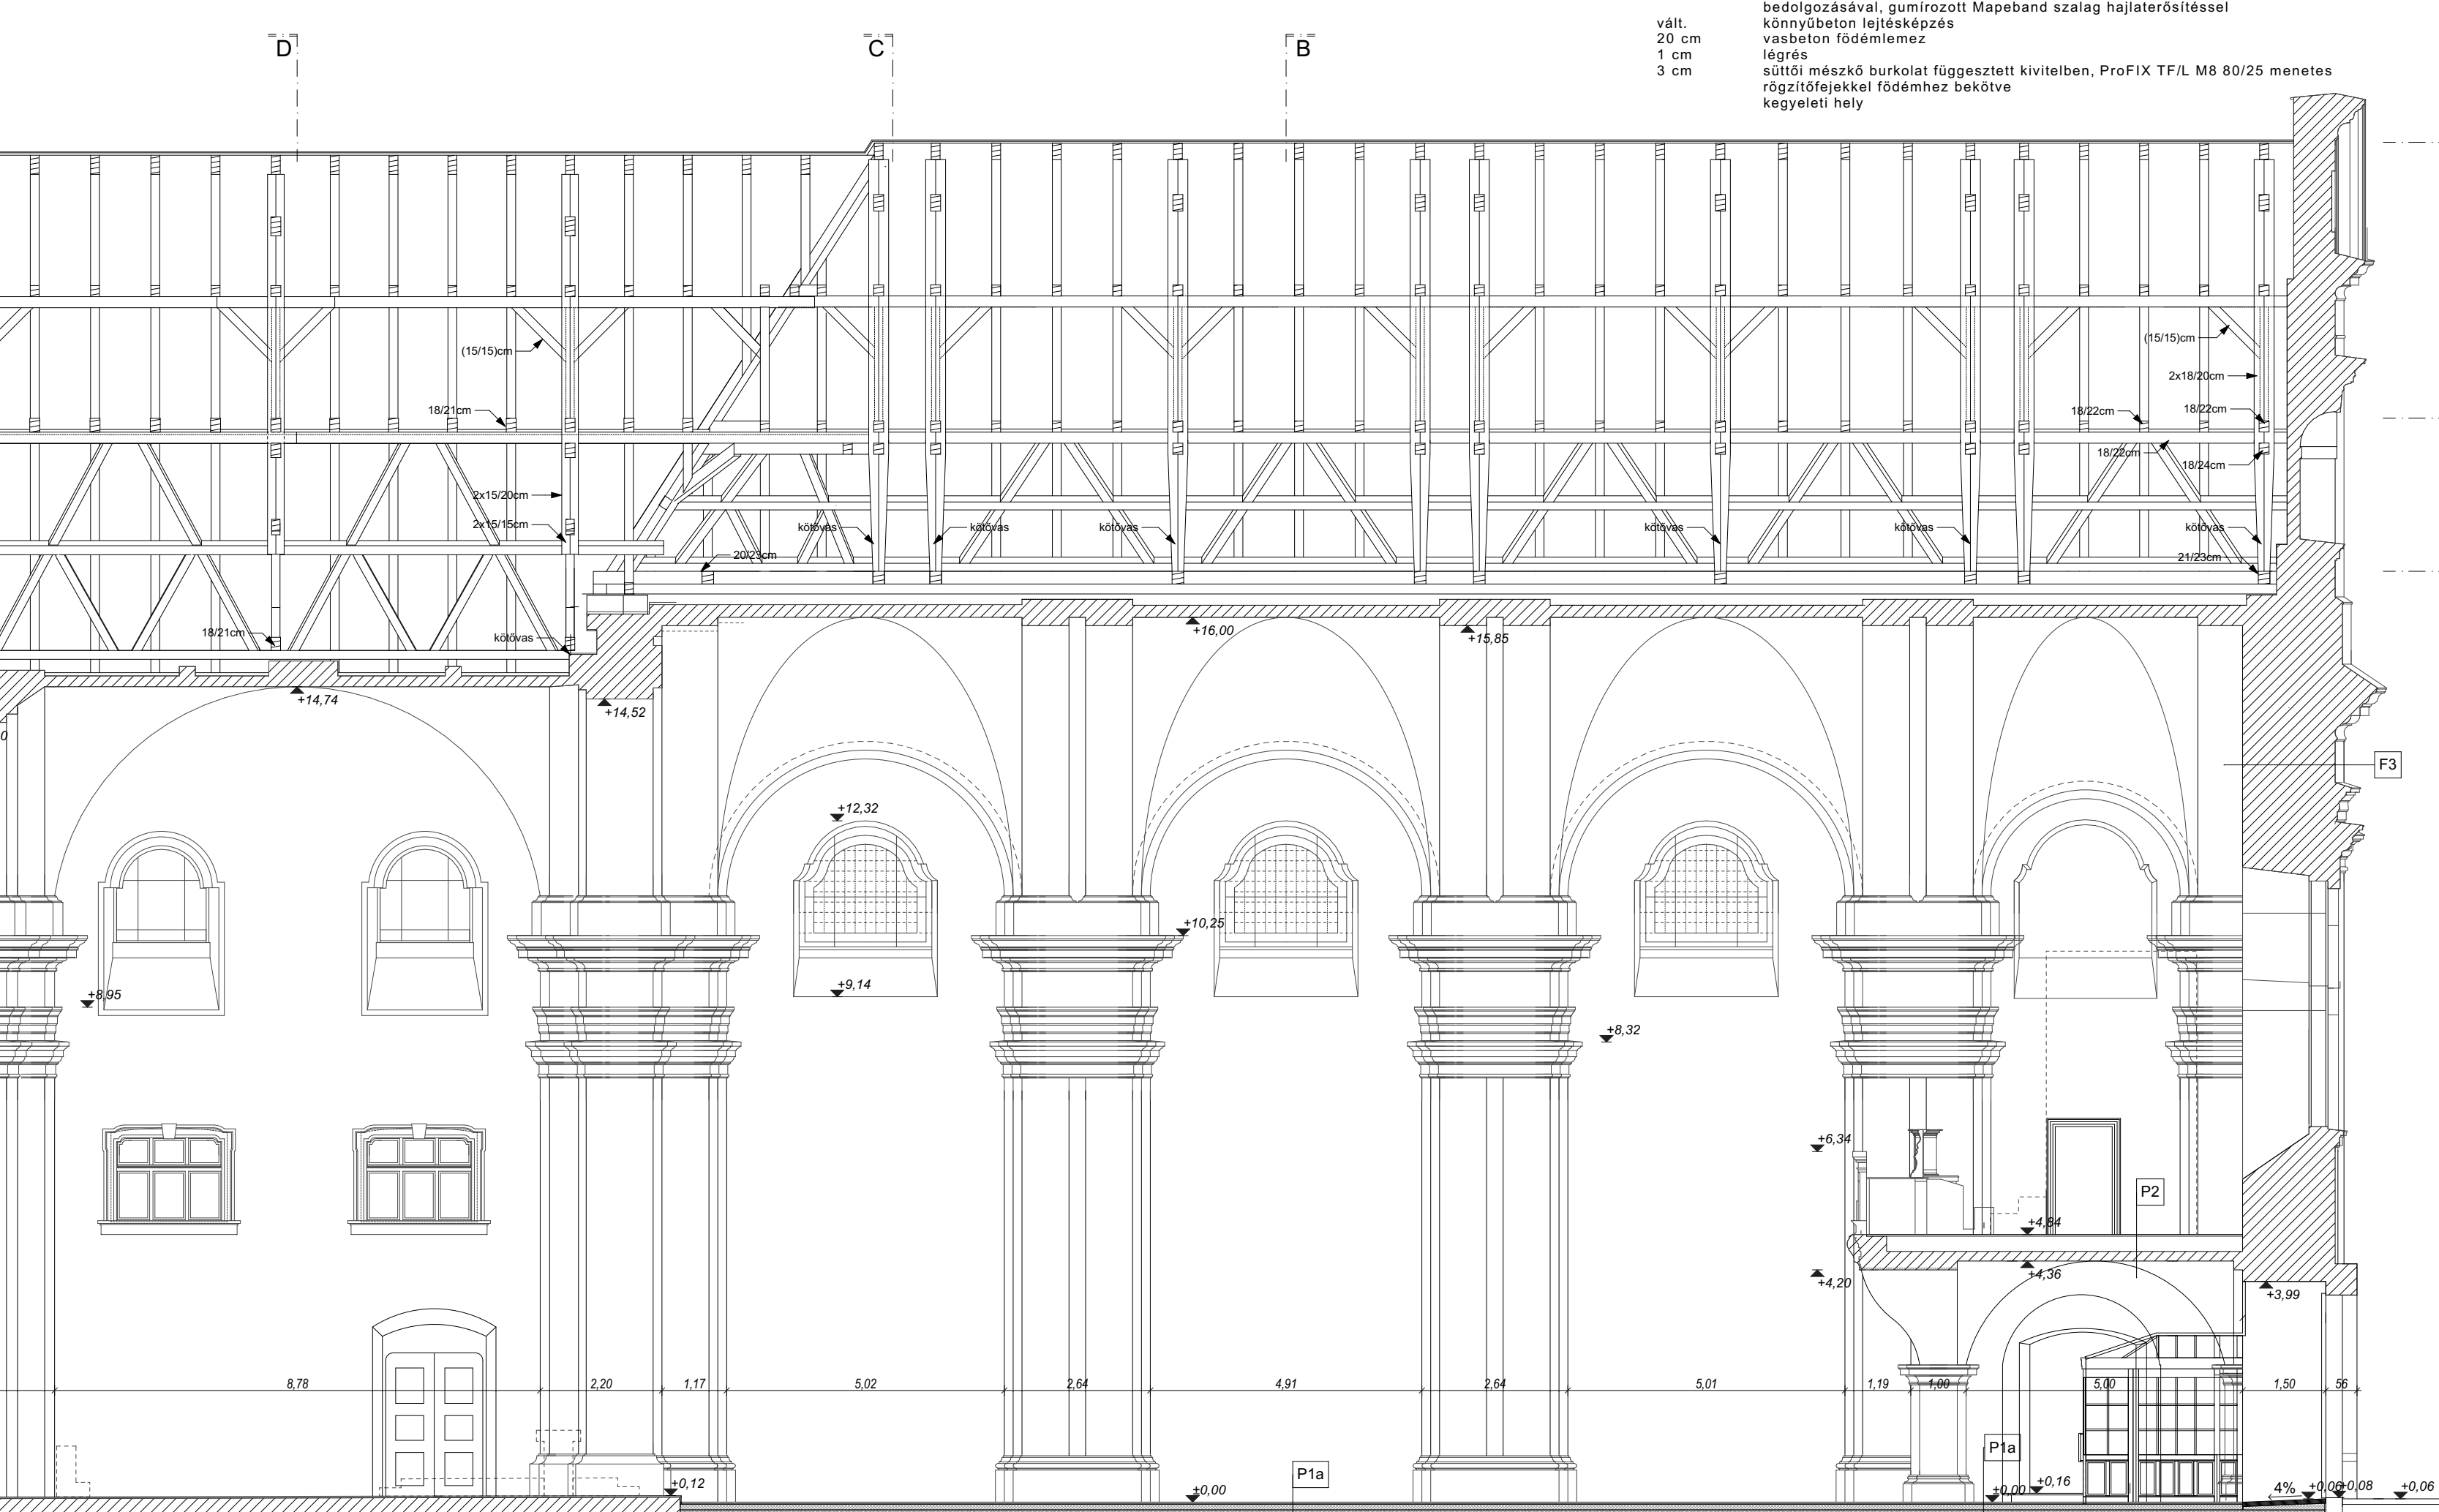 bedolgozásával, gumírozott Mapeband szalag hajlaterősítéssel
vált. könnyűbeton lejtésképzés
20 cm vasbeton födémlemez
1 cm légrés
3 cm süttői mészkő burkolat függesztett kivitelben, ProFIX TF/L M8 80/25 menetes
rögzítőfejekkel födémhez bekötve
kegyeleti hely
D
C
B
(15/15)cm
(15/15)cm
2x18/20cm
18/21cm
18/22cm
18/22cm
18/22cm
18/24cm
2x15/20cm
2x15/15cm
kötővas
kötővas
kötővas
kötővas
kötővas
kötővas
20/23cm
21/23cm
18/21cm
kötővas
+16,00
+15,85
+14,74
+14,52
0
F3
+12,32
+10,25
+8,95
+9,14
+8,32
+6,34
P2
+4,84
+4,20
+4,36
+3,99
8,78
2,20
1,17
5,02
2,64
4,91
2,64
5,01
1,19
1,00
5,00
1,50
56
P1a
P1a
+0,12
±0,00
±0,00
+0,16
4%
+0,06
+0,08
+0,06